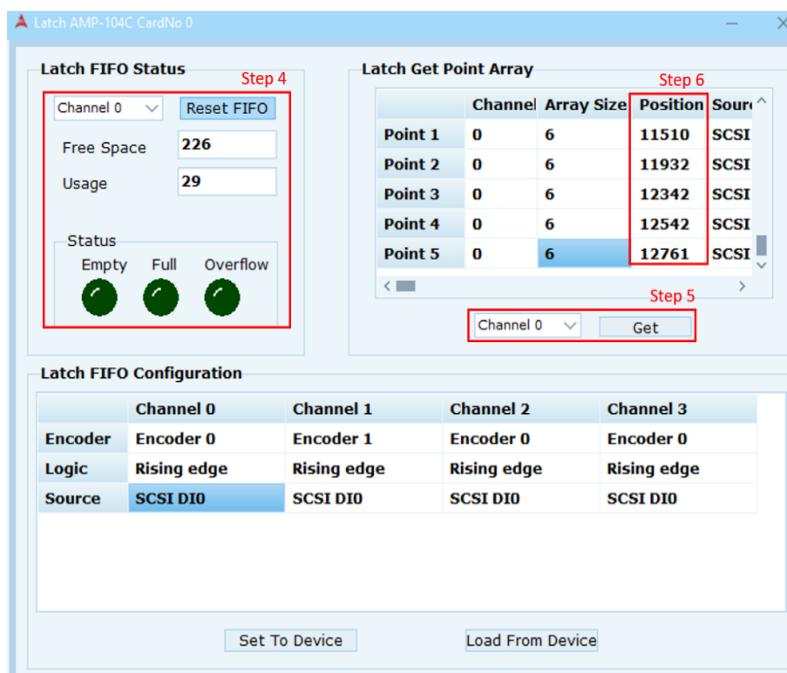 Latch AMP-104C CardNo 0
Latch FIFO Status
Step 4
Channel 0
Reset FIFO
Free Space 226
Usage 29
Status
Empty Full Overflow
Latch Get Point Array
Step 6
Channel Array Size Position Sour
Point 1 0 6 11510 SCSI
Point 2 0 6 11932 SCSI
Point 3 0 6 12342 SCSI
Point 4 0 6 12542 SCSI
Point 5 0 6 12761 SCSI
Step 5
Channel 0 Get
Latch FIFO Configuration
Channel 0 Channel 1 Channel 2 Channel 3
Encoder Encoder 0 Encoder 1 Encoder 0 Encoder 0
Logic Rising edge Rising edge Rising edge Rising edge
Source SCSI DI0 SCSI DI0 SCSI DI0 SCSI DI0
Set To Device Load From Device